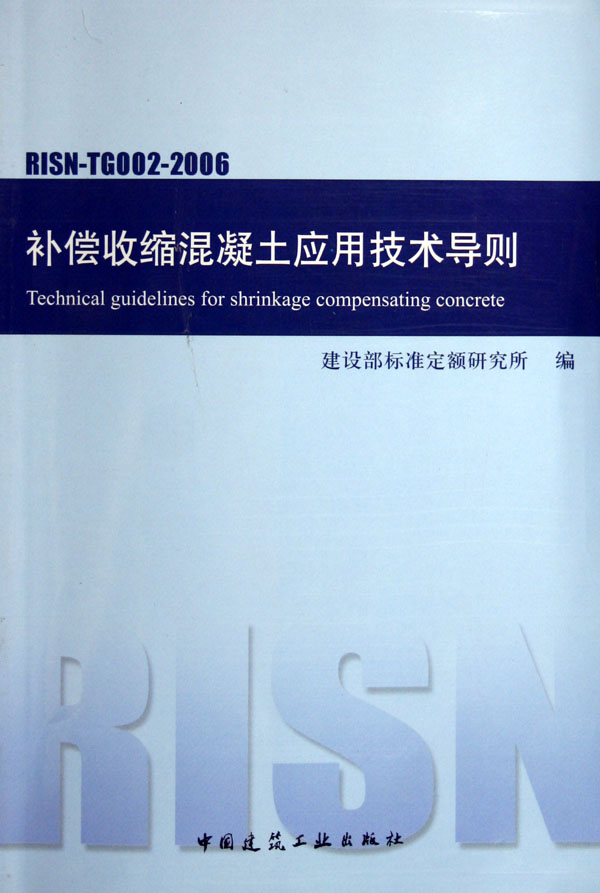 RISN-TG002-2006
补偿收缩混凝土应用技术导则
Technical guidelines for shrinkage compensating concrete
建设部标准定额研究所 编
RISN
中国建筑工业出版社